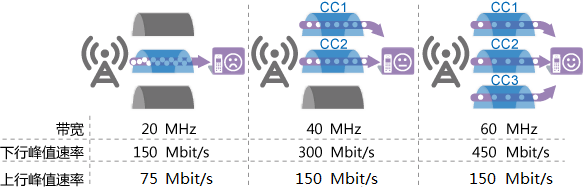 CC1 CC1
CC2 CC2
CC3
带宽 20 MHz 40 MHz 60 MHz
下行峰值速率 150 Mbit/s 300 Mbit/s 450 Mbit/s
上行峰值速率 75 Mbit/s 150 Mbit/s 150 Mbit/s